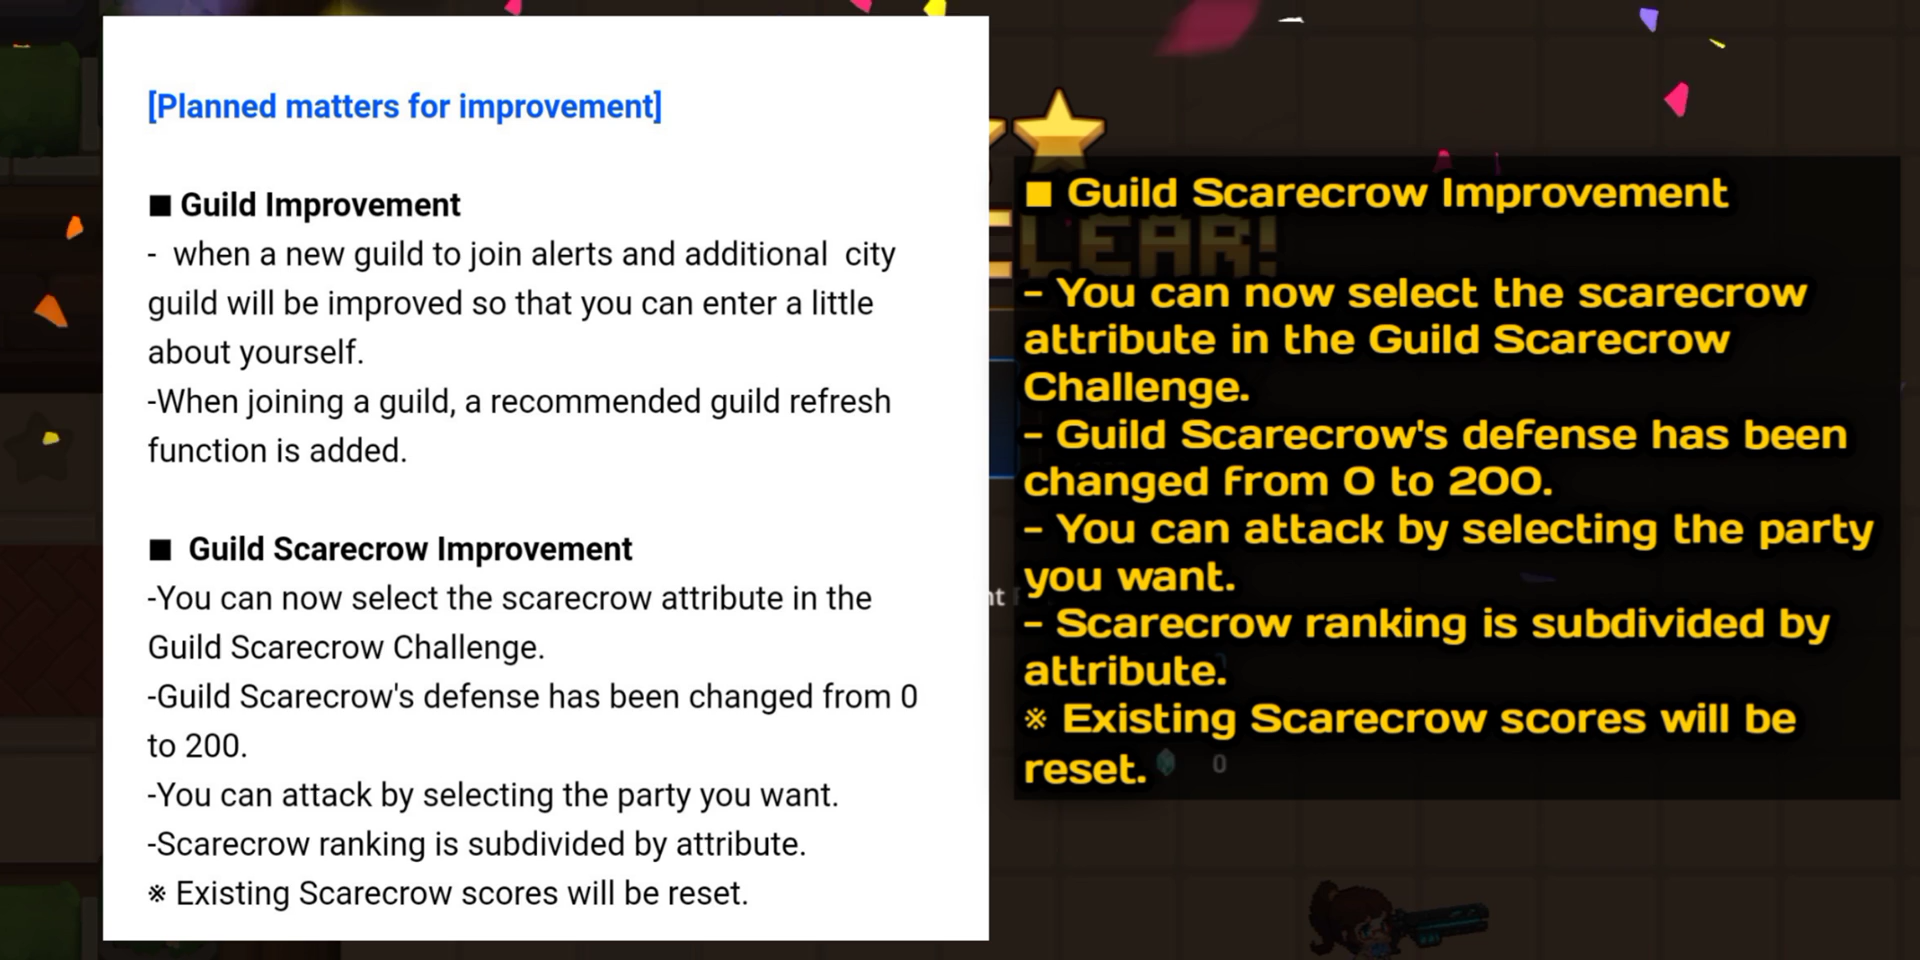 [Planned matters for improvement]
■ Guild Improvement
-  when a new guild to join alerts and additional  city
guild will be improved so that you can enter a little
about yourself.
-When joining a guild, a recommended guild refresh
function is added.
■  Guild Scarecrow Improvement
-You can now select the scarecrow attribute in the
Guild Scarecrow Challenge.
-Guild Scarecrow's defense has been changed from 0
to 200.
-You can attack by selecting the party you want.
-Scarecrow ranking is subdivided by attribute.
※ Existing Scarecrow scores will be reset.
■ Guild Scarecrow Improvement
LEAR!
- You can now select the scarecrow
attribute in the Guild Scarecrow
Challenge.
- Guild Scarecrow's defense has been
changed from 0 to 200.
- You can attack by selecting the party
you want.
- Scarecrow ranking is subdivided by
attribute.
※ Existing Scarecrow scores will be
reset.
0